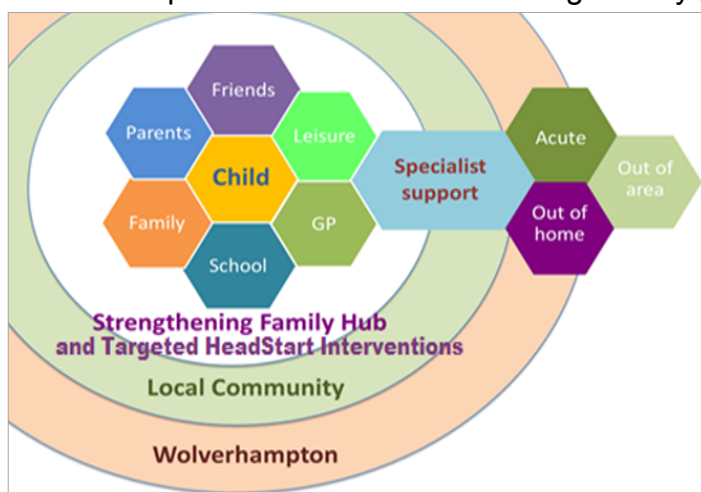 Friends
Parents
Leisure
Child
Family
GP
School
Specialist
support
Acute
Out of
area
Out of
home
Strengthening Family Hub
and Targeted HeadStart Interventions
Local Community
Wolverhampton